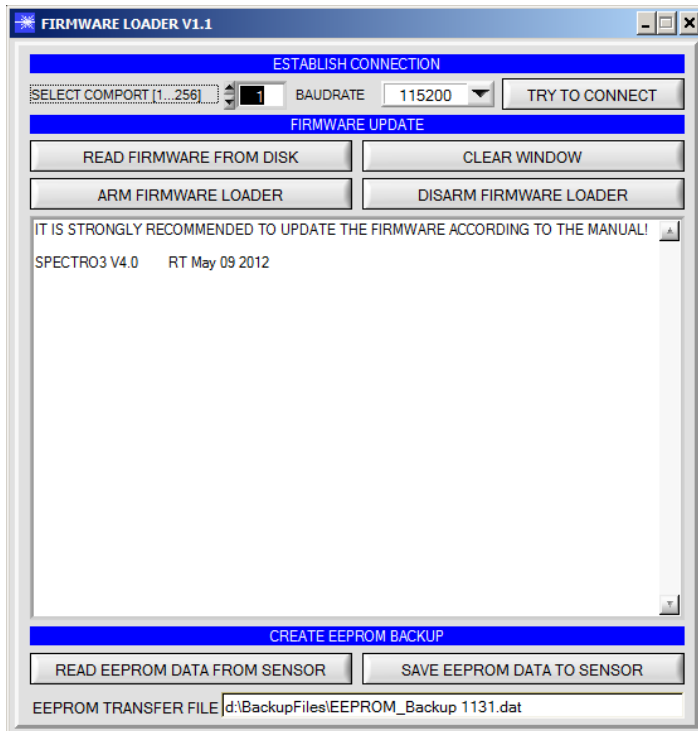 FIRMWARE LOADER V1.1
ESTABLISH CONNECTION
SELECT COMPORT [1...256] 1 BAUDRATE 115200 TRY TO CONNECT
FIRMWARE UPDATE
READ FIRMWARE FROM DISK CLEAR WINDOW
ARM FIRMWARE LOADER DISARM FIRMWARE LOADER
IT IS STRONGLY RECOMMENDED TO UPDATE THE FIRMWARE ACCORDING TO THE MANUAL!
SPECTRO3 V4.0 RT May 09 2012
CREATE EEPROM BACKUP
READ EEPROM DATA FROM SENSOR SAVE EEPROM DATA TO SENSOR
EEPROM TRANSFER FILE d:\BackupFiles\EEPROM_Backup 1131.dat